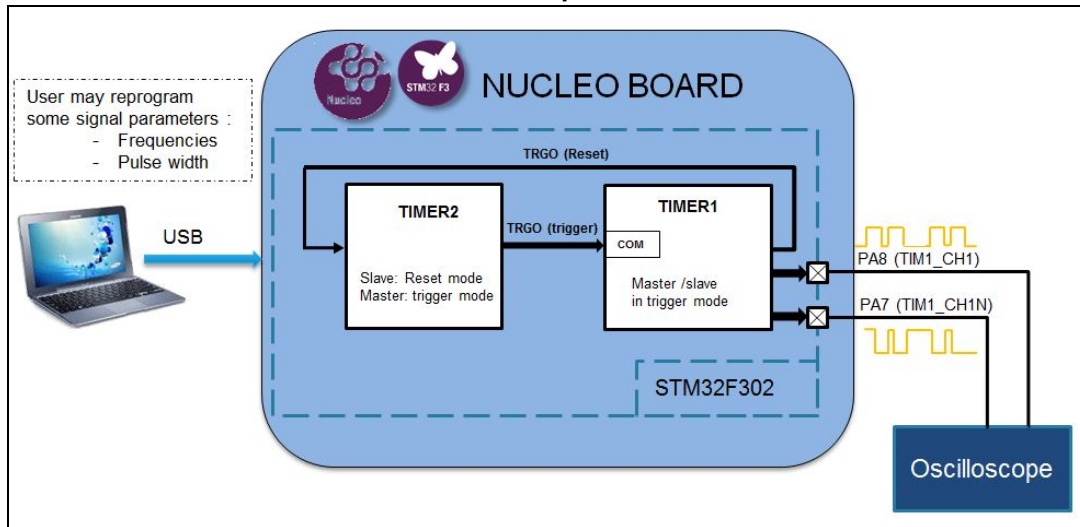 User may reprogram
some signal parameters :
- Frequencies
- Pulse width
Nucleo
STM32 F3
NUCLEO BOARD
TRGO (Reset)
TIMER2
Slave: Reset mode
Master: trigger mode
TRGO (trigger)
TIMER1
COM
Master /slave
in trigger mode
USB
PA8 (TIM1_CH1)
PA7 (TIM1_CH1N)
STM32F302
Oscilloscope